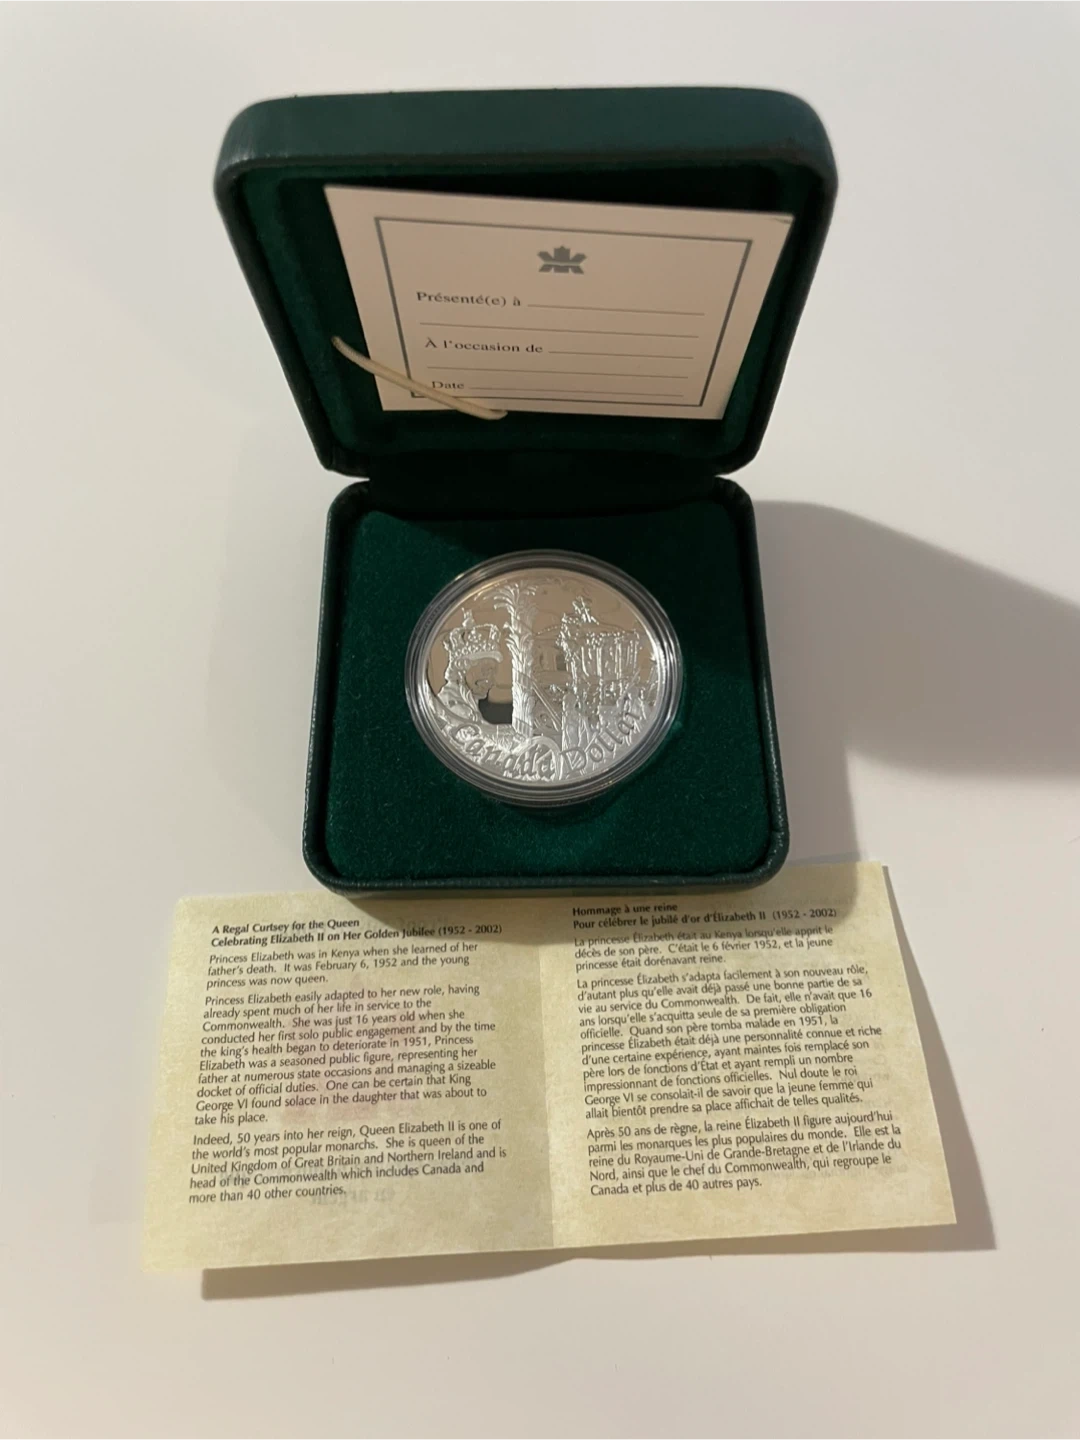 Présenté(e) à
À l'occasion de
Date
Canada Dollar
A Regal Curtsey for the Queen
Celebrating Elizabeth II on Her Golden Jubilee (1952 - 2002)
Princess Elizabeth was in Kenya when she learned of her
father's death. It was February 6, 1952 and the young
princess was now queen.
Princess Elizabeth easily adapted to her new role, having
already spent much of her life in service to the
Commonwealth. She was just 16 years old when she
conducted her first solo public engagement and by the time
the king's health began to deteriorate in 1951, Princess
Elizabeth was a seasoned public figure, representing her
father at numerous state occasions and managing a sizeable
docket of official duties. One can be certain that King
George VI found solace in the daughter that was about to
take his place.
Indeed, 50 years into her reign, Queen Elizabeth II is one of
the world's most popular monarchs. She is queen of the
United Kingdom of Great Britain and Northern Ireland and is
head of the Commonwealth which includes Canada and
more than 40 other countries.
Hommage à une reine
Pour célébrer le jubilé d'or d'Élizabeth II (1952 - 2002)
La princesse Élizabeth était au Kenya lorsqu'elle apprit le
décès de son père. C'était le 6 février 1952, et la jeune
princesse était dorénavant reine.
La princesse Élizabeth s'adapta facilement à son nouveau rôle,
d'autant plus qu'elle avait déjà passé une bonne partie de sa
vie au service du Commonwealth. De fait, elle n'avait que 16
ans lorsqu'elle s'acquitta seule de sa première obligation
officielle. Quand son père tomba malade en 1951, la
princesse Élizabeth était déjà une personnalité connue et riche
d'une certaine expérience, ayant maintes fois remplacé son
père lors de fonctions d'État et ayant rempli un nombre
impressionnant de fonctions officielles. Nul doute le roi
George VI se consolait-il de savoir que la jeune femme qui
allait bientôt prendre sa place affichait de telles qualités.
Après 50 ans de règne, la reine Élizabeth II figure aujourd'hui
parmi les monarques les plus populaires du monde. Elle est la
reine du Royaume-Uni de Grande-Bretagne et de l'Irlande du
Nord, ainsi que le chef du Commonwealth, qui regroupe le
Canada et plus de 40 autres pays.